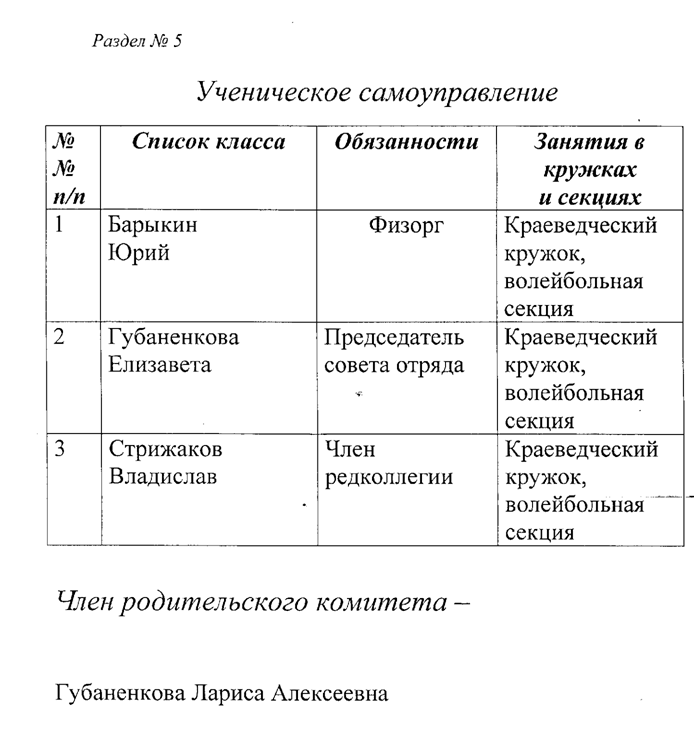 Раздел № 5
Ученическое самоуправление
№ Список класса Обязанности Занятия в
№ кружках
п/п и секциях
1 Барыкин Физорг Краеведческий
Юрий кружок,
волейбольная
секция
2 Губаненкова Председатель Краеведческий
Елизавета совета отряда кружок,
волейбольная
секция
3 Стрижаков Член Краеведческий
Владислав редколлегии кружок,
волейбольная
секция
Член родительского комитета –
Губаненкова Лариса Алексеевна